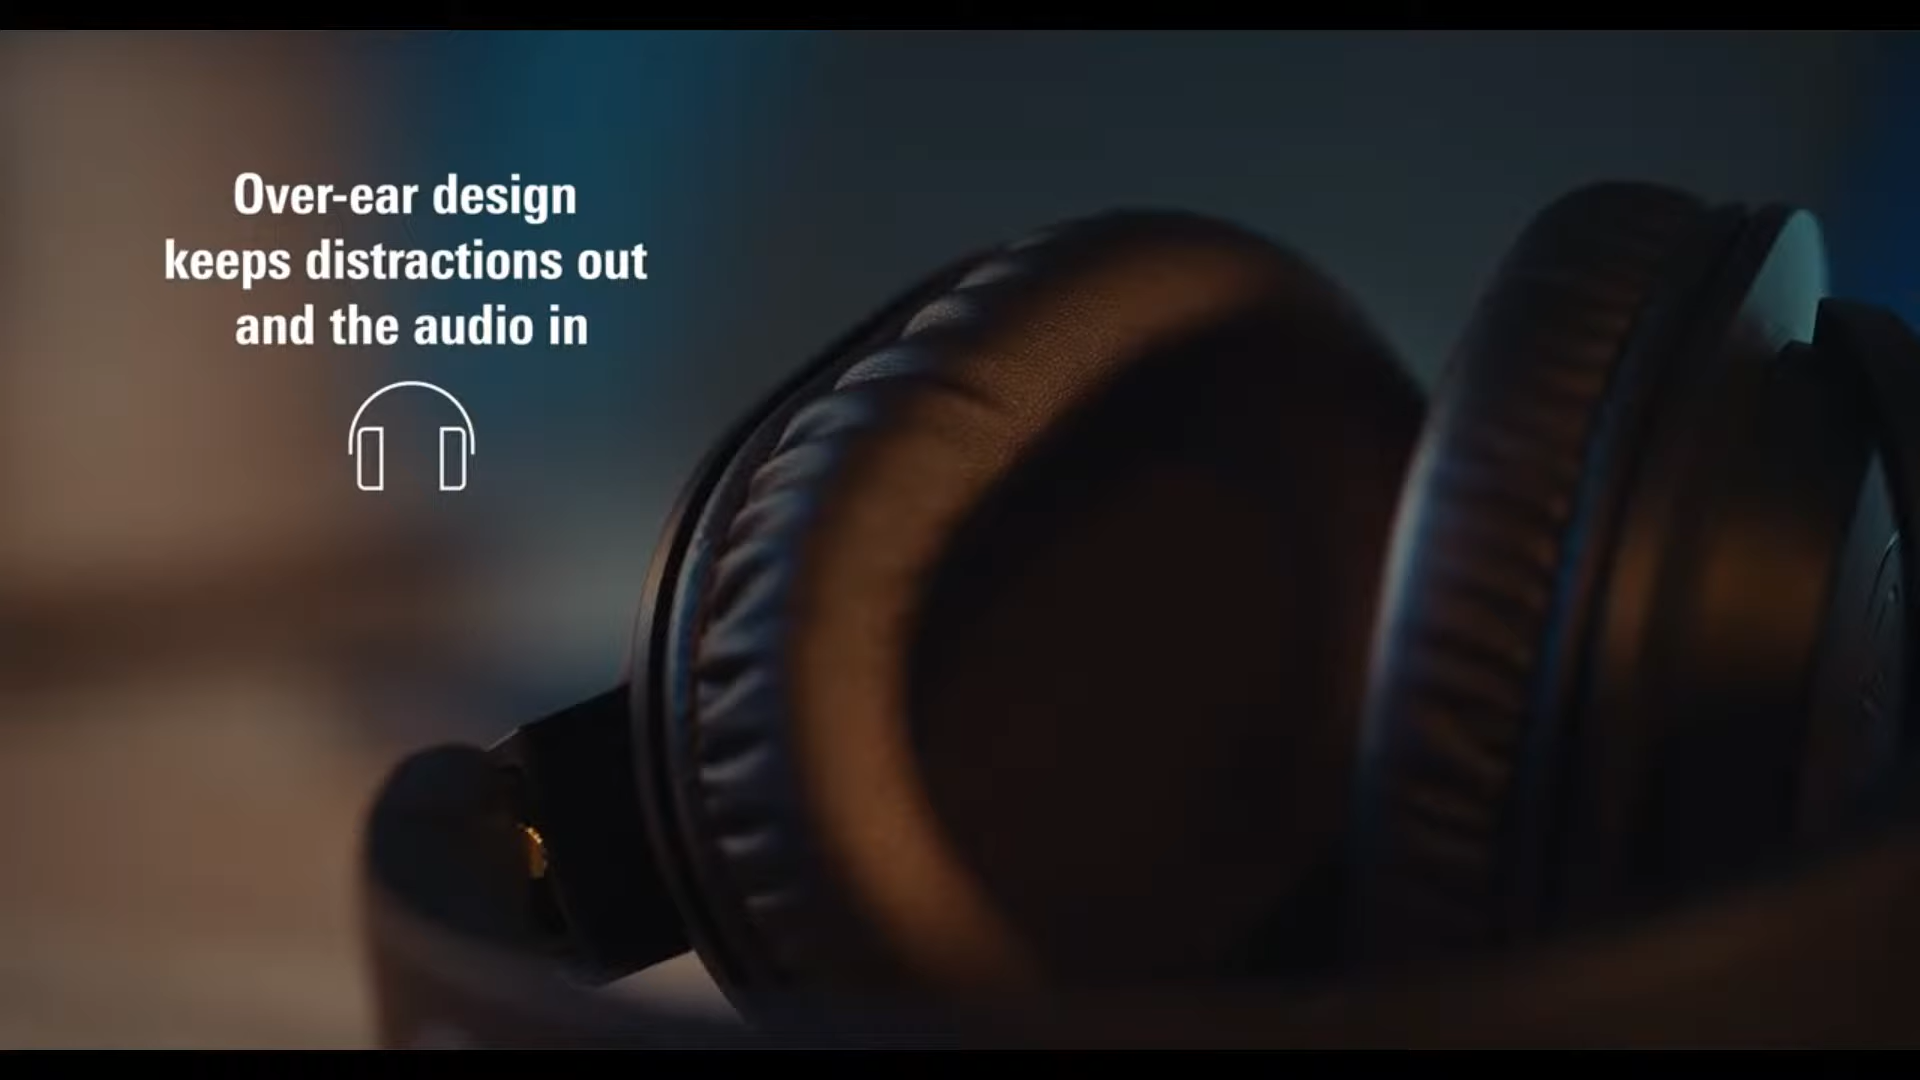 Over-ear design
keeps distractions out
and the audio in